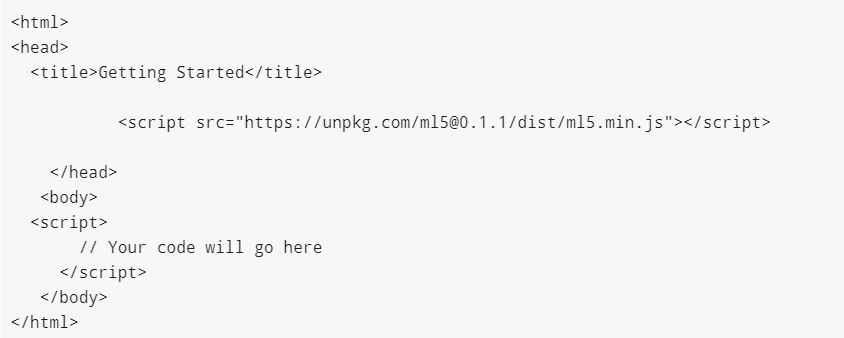 <html>
<head>
<title>Getting Started</title>
<script src="https://unpkg.com/ml5@0.1.1/dist/ml5.min.js"></script>
</head>
<body>
<script>
// Your code will go here
</script>
</body>
</html>